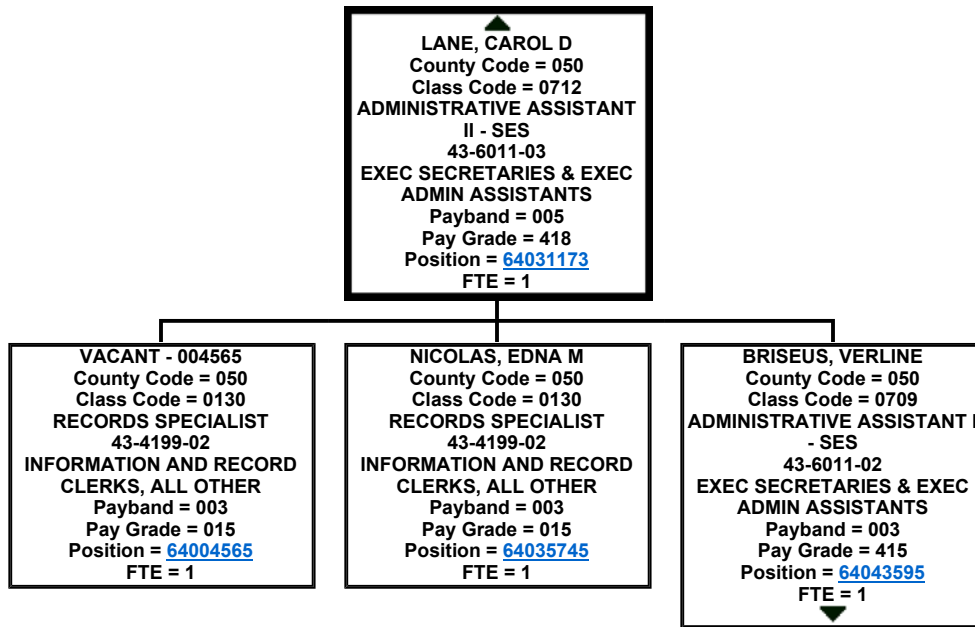 LANE, CAROL D
County Code = 050
Class Code = 0712
ADMINISTRATIVE ASSISTANT
II - SES
43-6011-03
EXEC SECRETARIES & EXEC
ADMIN ASSISTANTS
Payband = 005
Pay Grade = 418
Position = 64031173
FTE = 1
VACANT - 004565
County Code = 050
Class Code = 0130
RECORDS SPECIALIST
43-4199-02
INFORMATION AND RECORD
CLERKS, ALL OTHER
Payband = 003
Pay Grade = 015
Position = 64004565
FTE = 1
NICOLAS, EDNA M
County Code = 050
Class Code = 0130
RECORDS SPECIALIST
43-4199-02
INFORMATION AND RECORD
CLERKS, ALL OTHER
Payband = 003
Pay Grade = 015
Position = 64035745
FTE = 1
BRISEUS, VERLINE
County Code = 050
Class Code = 0709
ADMINISTRATIVE ASSISTANT I
- SES
43-6011-02
EXEC SECRETARIES & EXEC
ADMIN ASSISTANTS
Payband = 003
Pay Grade = 415
Position = 64043595
FTE = 1